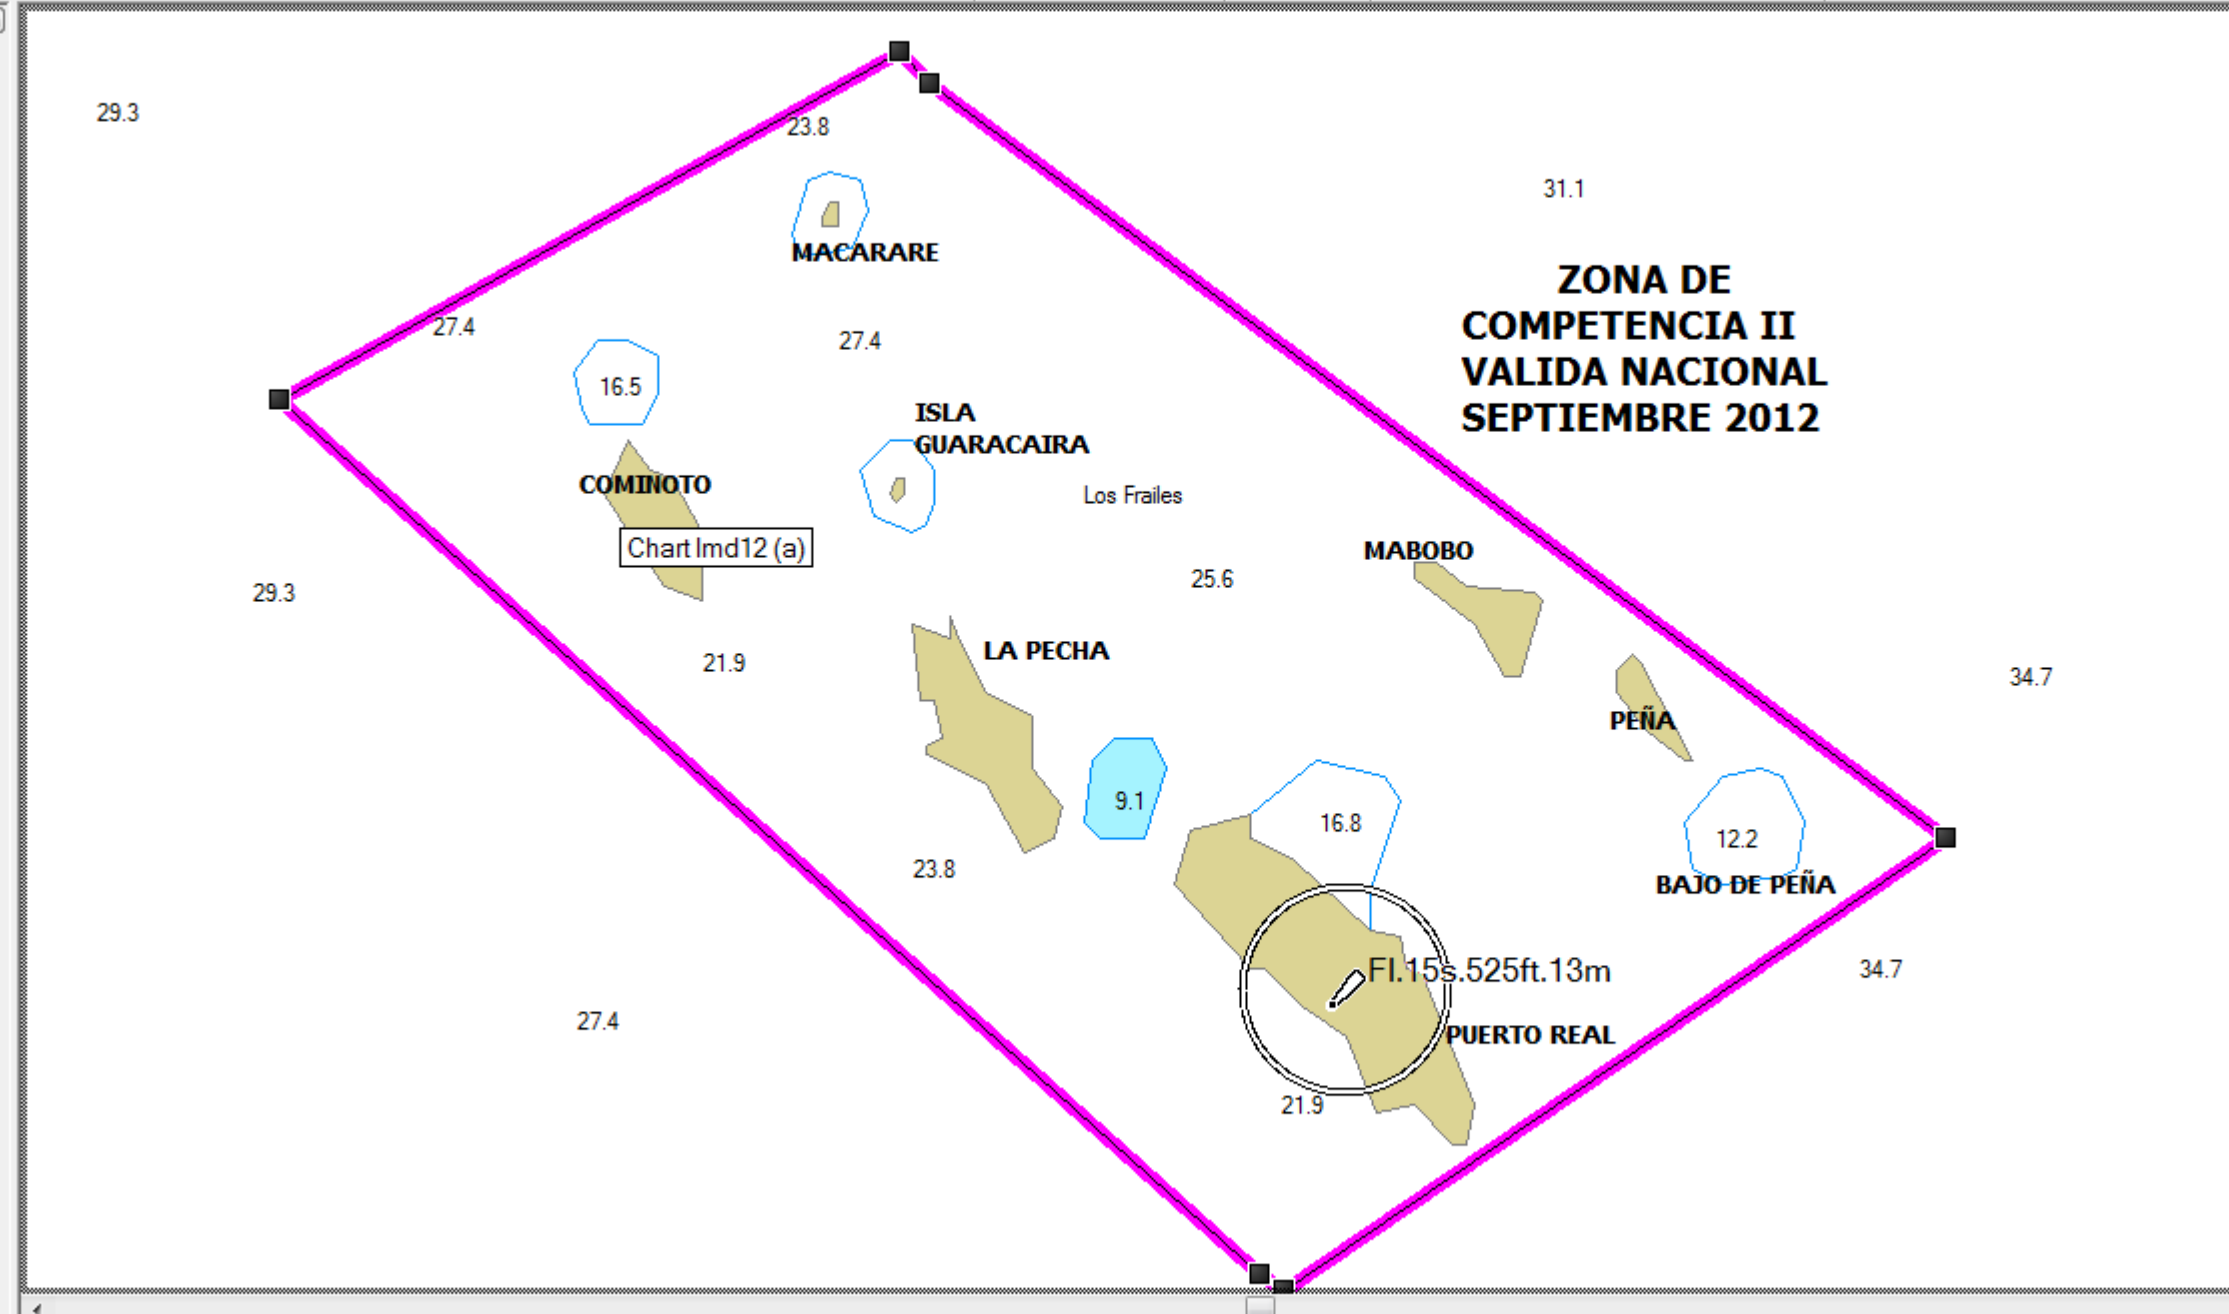 29.3
23.8
31.1
MACARARE
ZONA DE
COMPETENCIA II
VALIDA NACIONAL
SEPTIEMBRE 2012
27.4
27.4
16.5
ISLA
GUARACAIRA
COMINOTO
Los Frailes
Chart lmd12 (a)
MABOBO
25.6
29.3
LA PECHA
21.9
34.7
PEÑA
9.1
16.8
12.2
23.8
BAJO DE PEÑA
Fl.15s.525ft.13m
34.7
27.4
PUERTO REAL
21.9